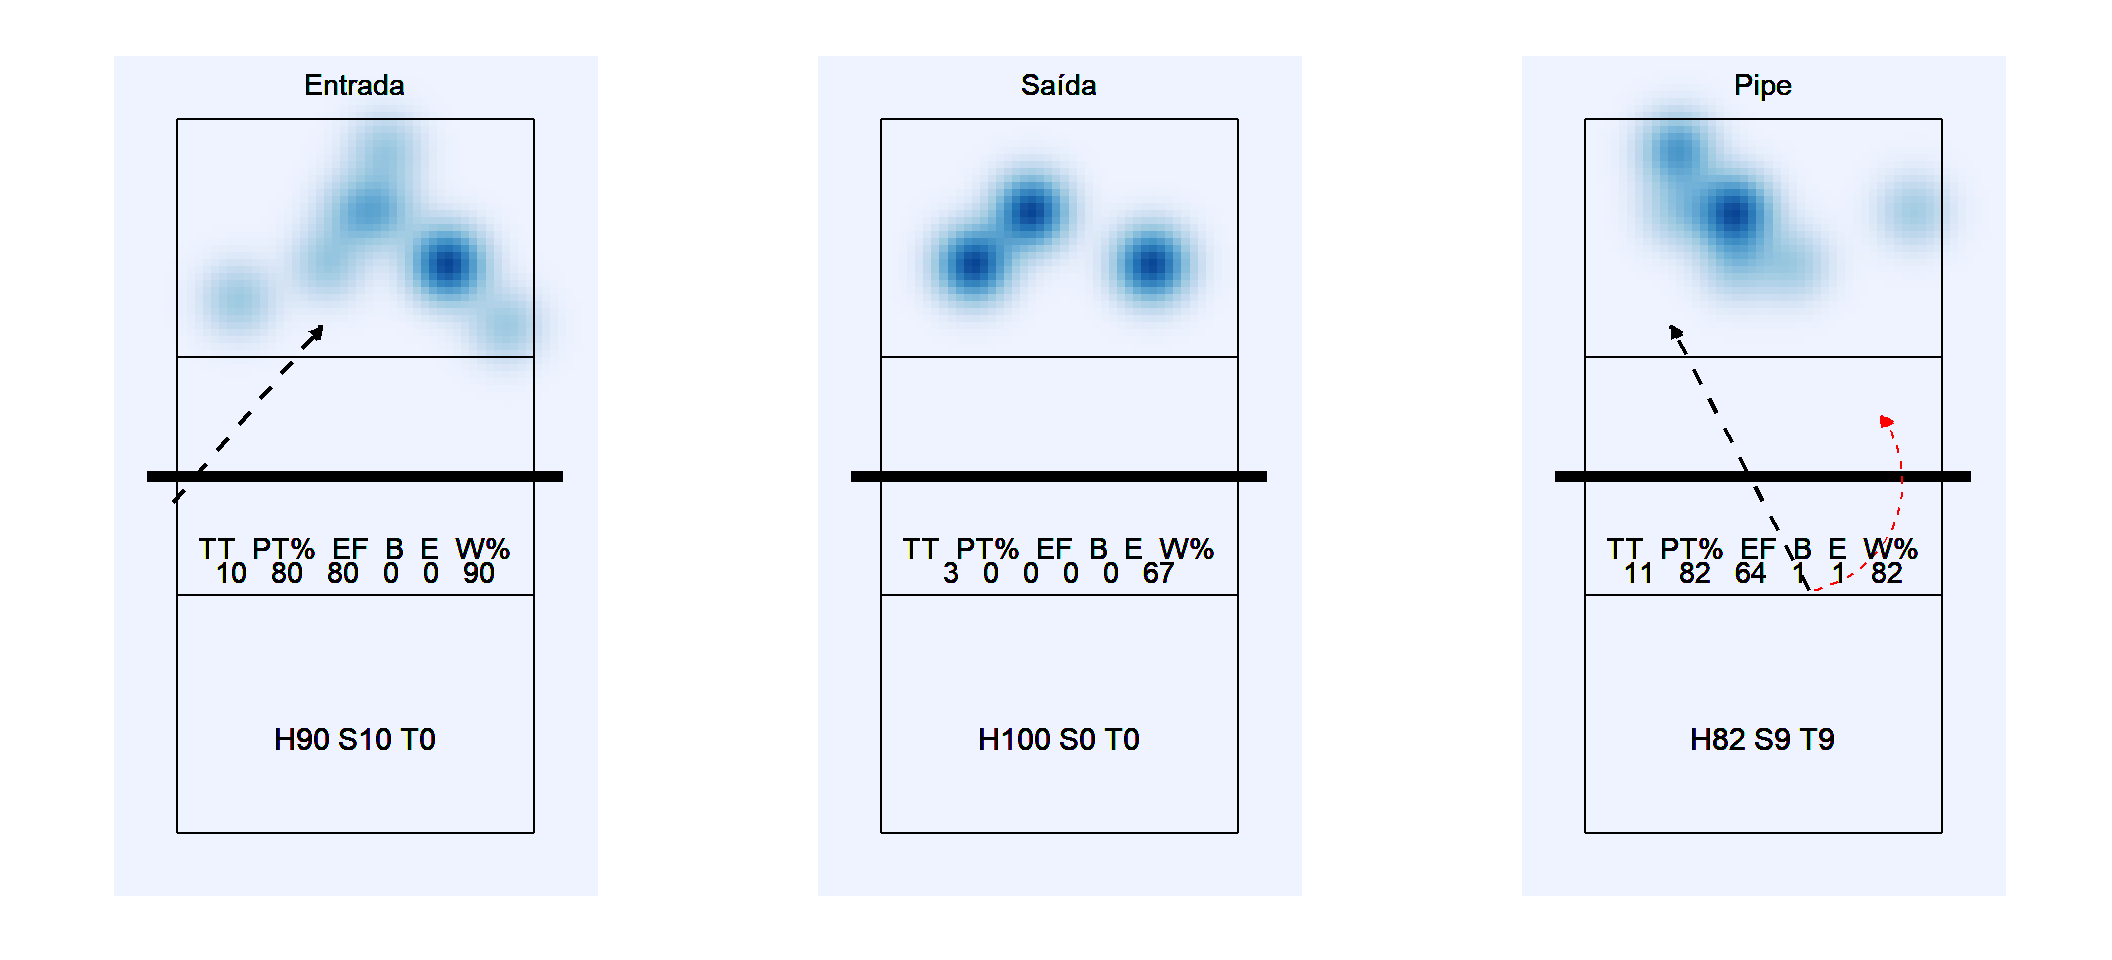 Entrada
TT PT% EF B E W%
10 80 80 0 0 90
H90 S10 T0
Saída
TT PT% EF B E W%
3 0 0 0 0 67
H100 S0 T0
Pipe
TT PT% EF B E W%
11 82 64 1 1 82
H82 S9 T9